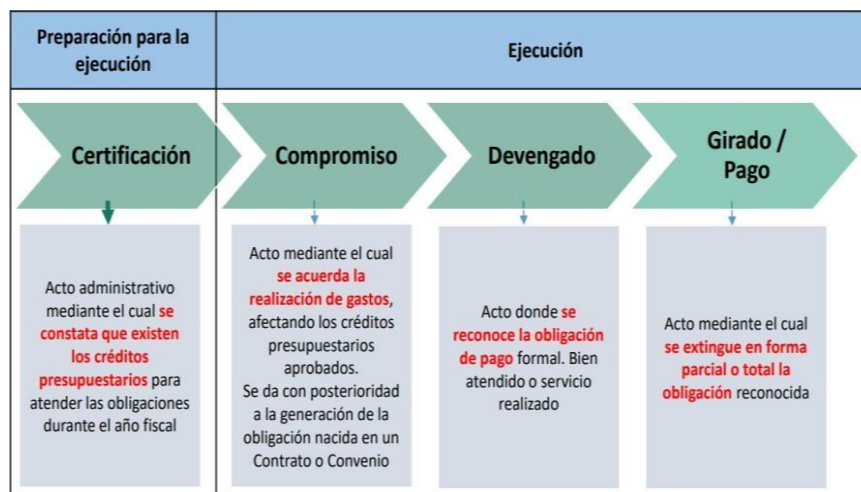 Preparación para la
ejecución
Ejecución
Certificación
Compromiso
Devengado
Girado /
Pago
Acto administrativo
mediante el cual se
constata que existen
los créditos
presupuestarios para
atender las obligaciones
durante el año fiscal
Acto mediante el cual
se acuerda la
realización de gastos,
afectando los créditos
presupuestarios
aprobados.
Se da con posterioridad
a la generación de la
obligación nacida en un
Contrato o Convenio
Acto donde se
reconoce la obligación
de pago formal. Bien
atendido o servicio
realizado
Acto mediante el cual
se extingue en forma
parcial o total la
obligación reconocida